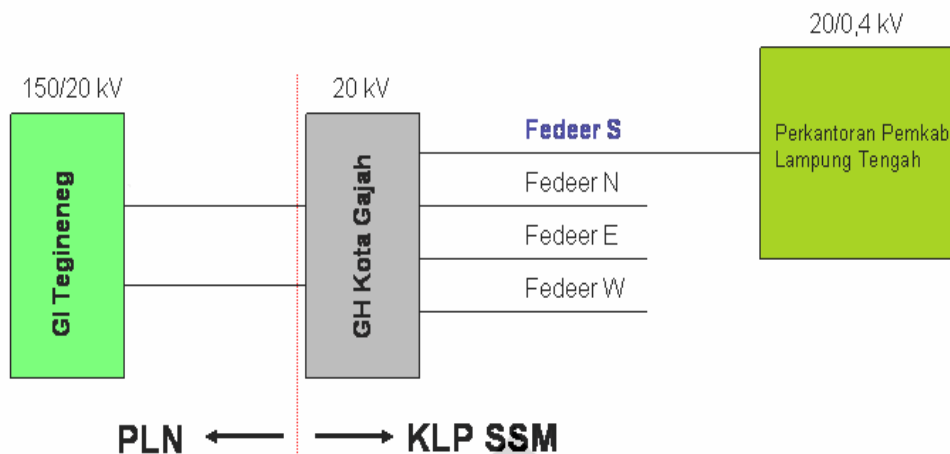 20/0,4 kV
150/20 kV
20 kV
GI Tegineneg
GH Kota Gajah
Fedeer S
Fedeer N
Fedeer E
Fedeer W
Perkantoran Pemkab
Lampung Tengah
PLN
KLP SSM